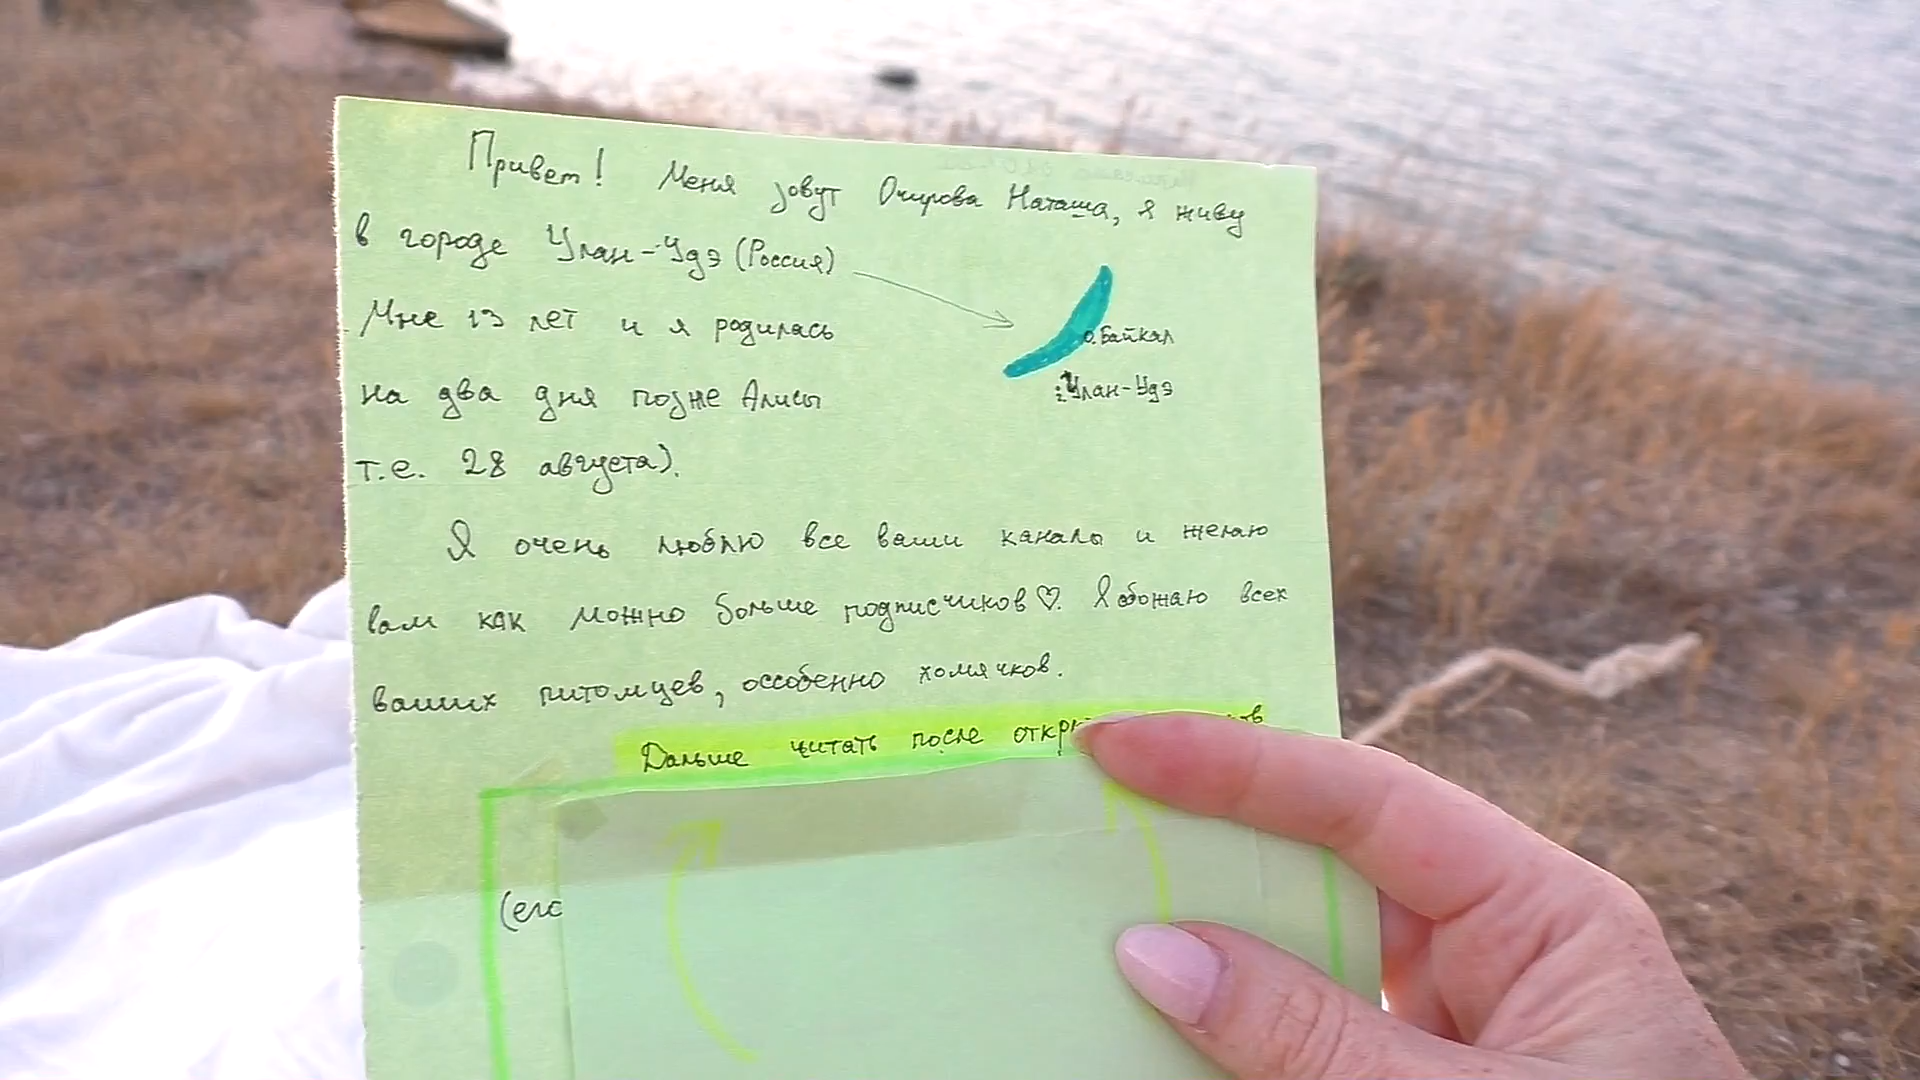 Привет! Меня зовут Очирова Наташа, я живу
в городе Улан-Удэ (Россия)
о. Байкал
Мне 13 лет и я родилась
Улан-Удэ
на два дня позже Алисы
т.е. 28 августа).
Я очень люблю все ваши каналы и желаю
вам как можно больше подписчиков♡. Я обожаю всех
ваших питомцев, оссобенно хомячков.
Дальше читать после